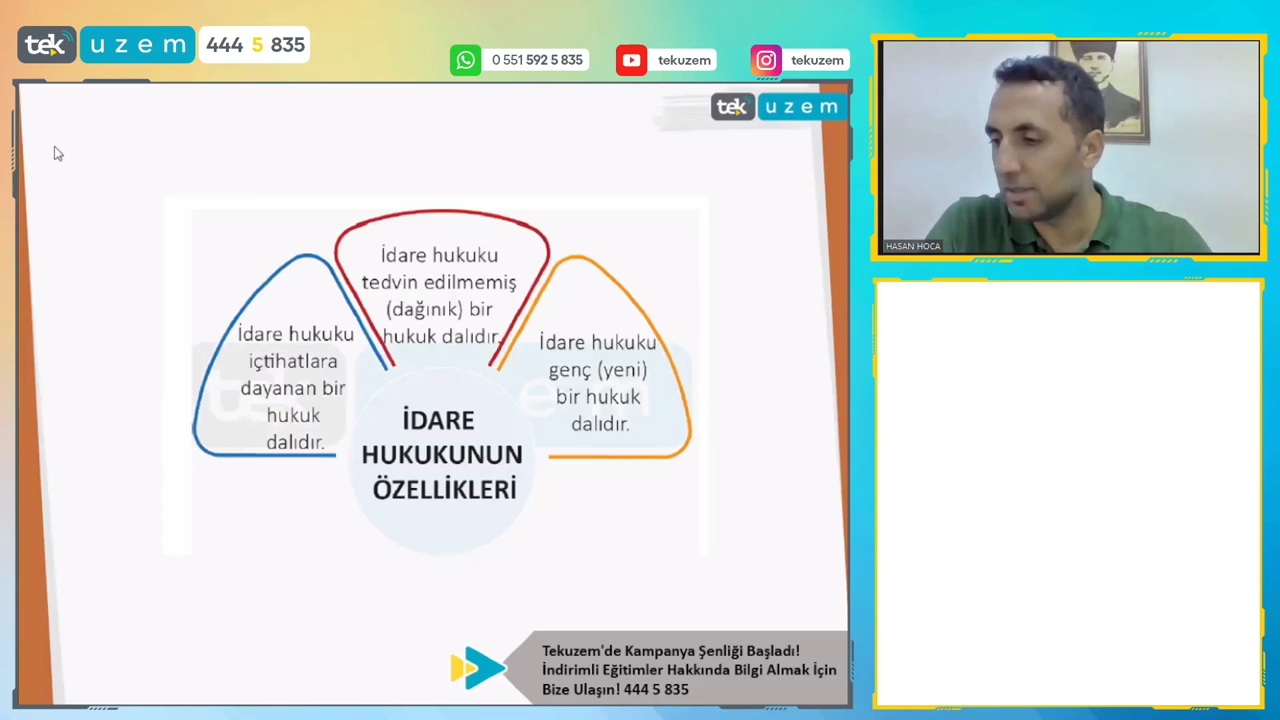 tek uzem 444 5 835
0 551 592 5 835
tekuzem
tekuzem
tek uzem
İdare hukuku
tedvin edilmemiş
(dağınık) bir
hukuk dalıdır.
İdare hukuku
içtihatlara
dayanan bir
hukuk
dalıdır.
İdare hukuku
genç (yeni)
bir hukuk
dalıdır.
İDARE
HUKUKUNUN
ÖZELLİKLERİ
HASAN HOCA
Tekuzem'de Kampanya Şenliği Başladı!
İndirimli Eğitimler Hakkında Bilgi Almak İçin
Bize Ulaşın! 444 5 835